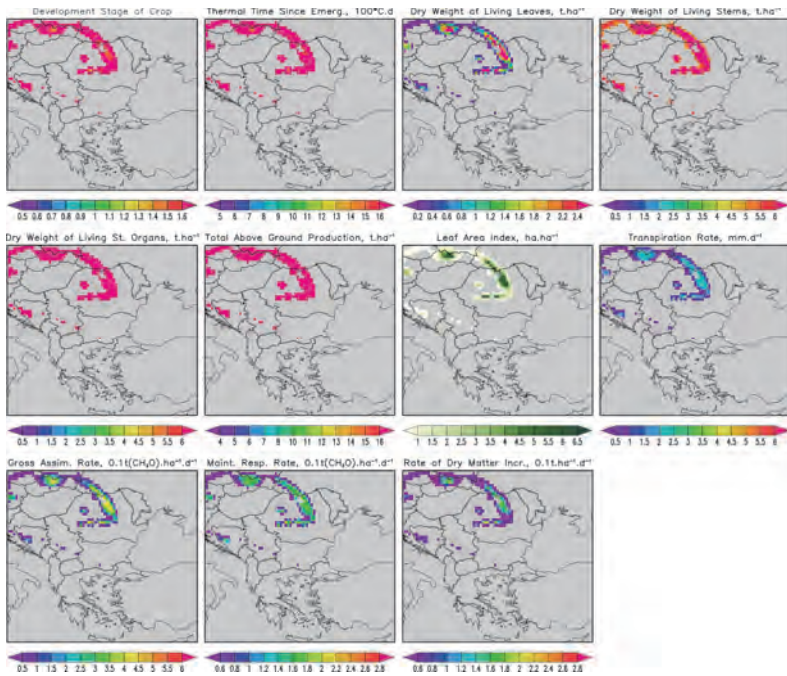 Development Stage of Crop
Thermal Time Since Emerg., 100°C.d
Dry Weight of Living Leaves, t.ha⁻¹
Dry Weight of Living Stems, t.ha⁻¹
0.5 0.6 0.7 0.8 0.9 1 1.1 1.2 1.3 1.4 1.5 1.6
5 6 7 8 9 10 11 12 13 14 15 16
0.2 0.4 0.6 0.8 1 1.2 1.4 1.6 1.8 2 2.2 2.4
0.5 1 1.5 2 2.5 3 3.5 4 4.5 5 5.5 6
Dry Weight of Living St. Organs, t.ha⁻¹
Total Above Ground Production, t.ha⁻¹
Leaf Area Index, ha.ha⁻¹
Transpiration Rate, mm.d⁻¹
0.5 1 1.5 2 2.5 3 3.5 4 4.5 5 5.5 6
4 5 6 7 8 9 10 11 12 13 14 15 16
1 1.5 2 2.5 3 3.5 4 4.5 5 5.5 6 6.5
0.5 1 1.5 2 2.5 3 3.5 4 4.5 5 5.5 6
Gross Assim. Rate, 0.1t(CH₂O).ha⁻¹.d⁻¹
Maint. Resp. Rate, 0.1t(CH₂O).ha⁻¹.d⁻¹
Rate of Dry Matter Incr., 0.1t.ha⁻¹.d⁻¹
0.5 1 1.5 2 2.5 3 3.5 4 4.5 5 5.5 6
0.6 0.8 1 1.2 1.4 1.6 1.8 2 2.2 2.4 2.6 2.8
0.6 0.8 1 1.2 1.4 1.6 1.8 2 2.2 2.4 2.6 2.8